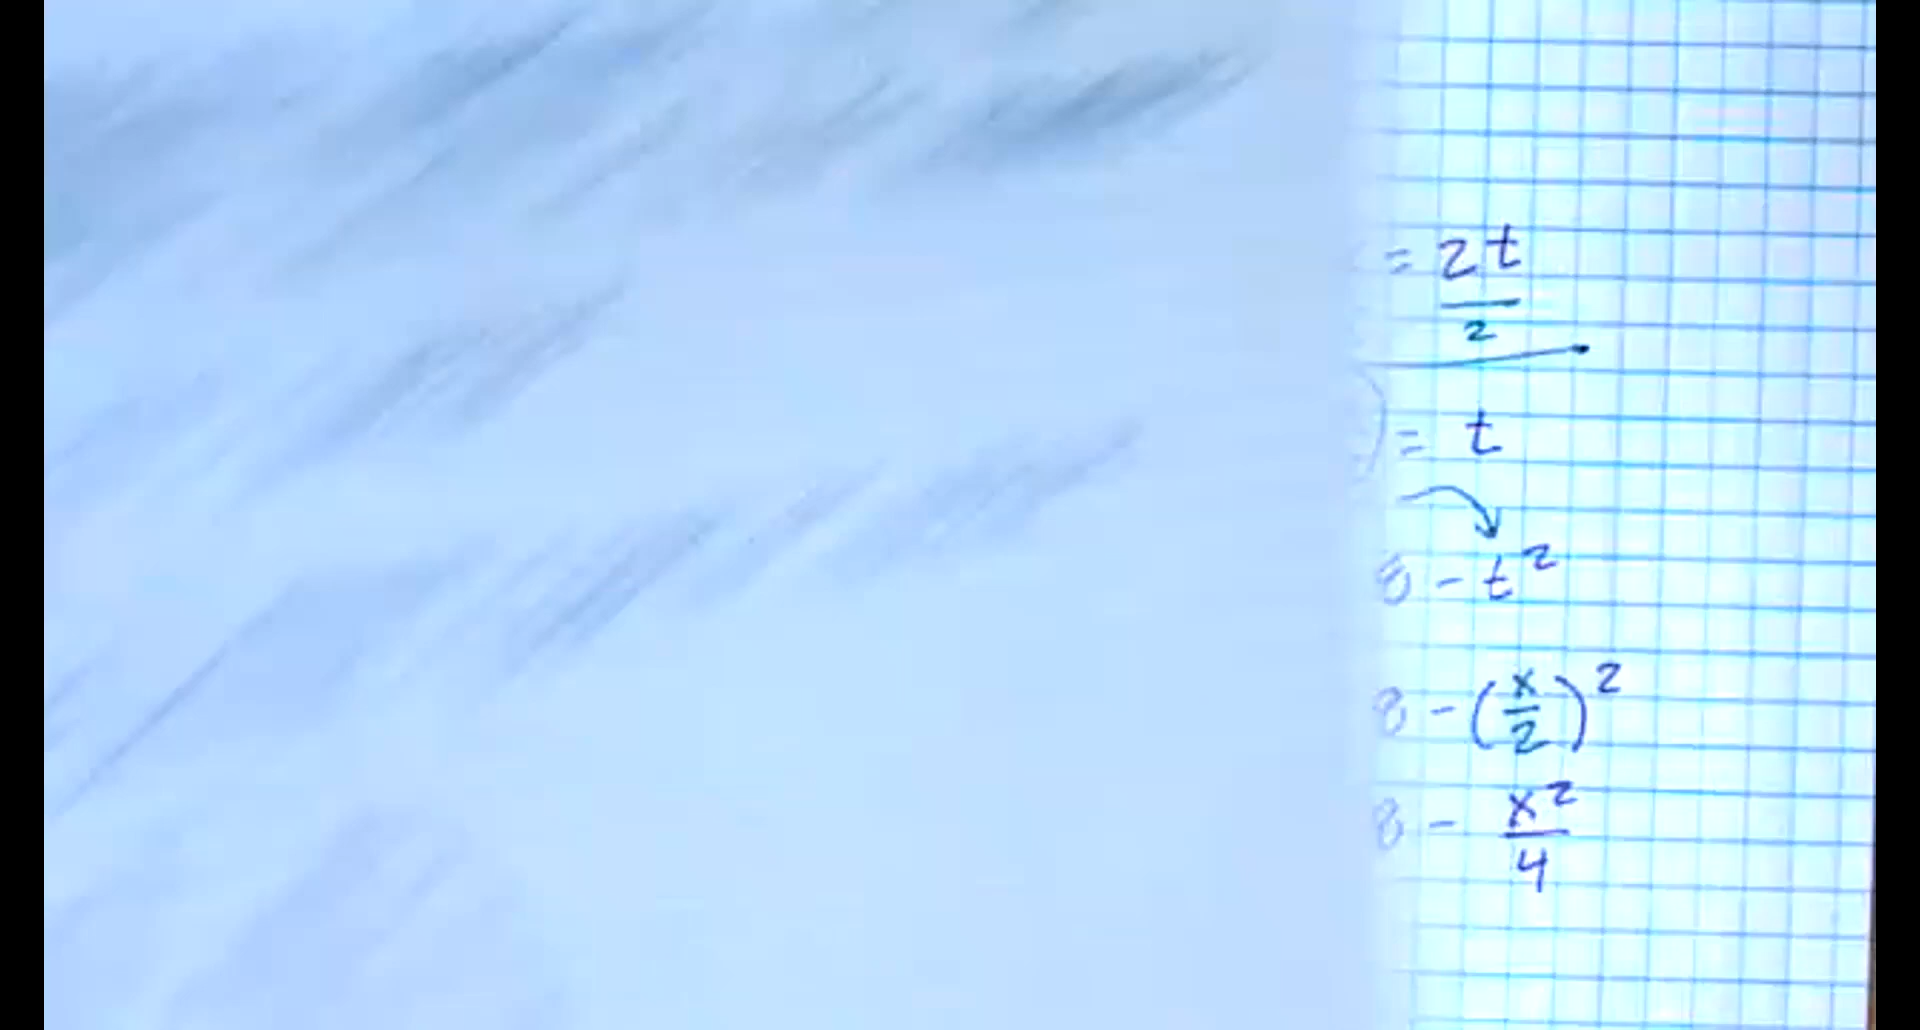 = 2t
2
) = t
8 - t²
8 - (x/2)²
8 - x²
4